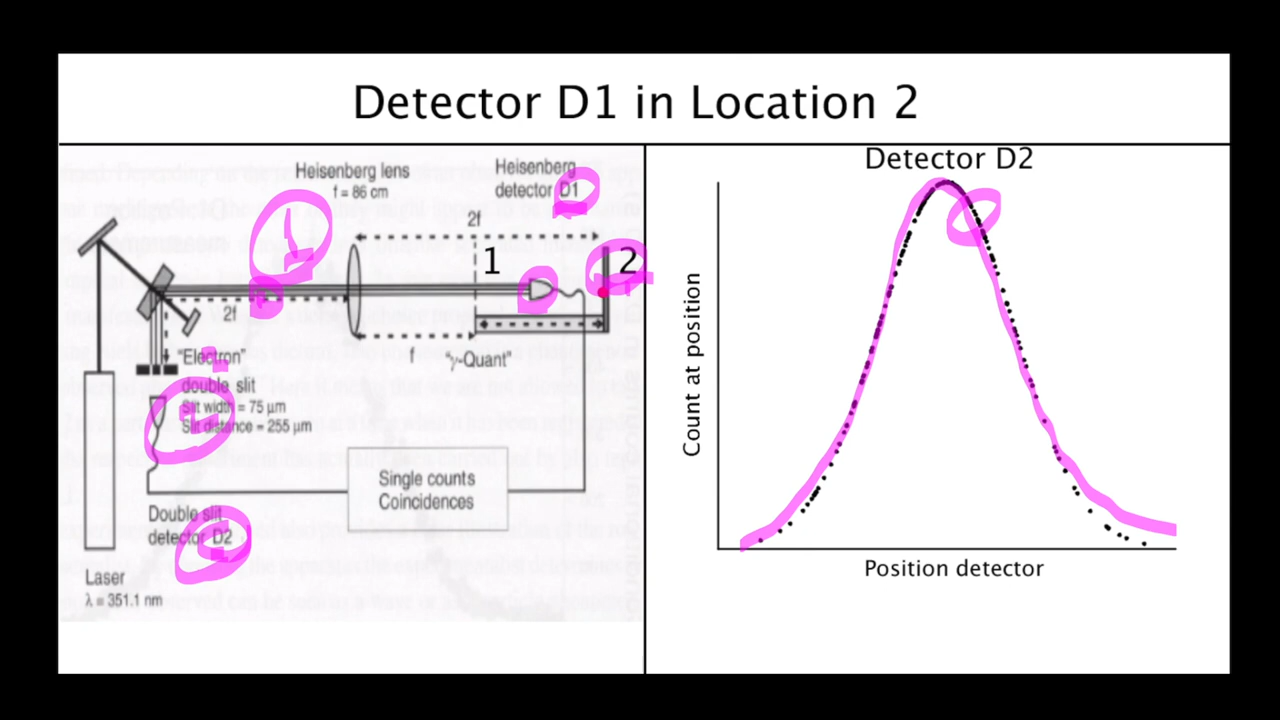 Detector D1 in Location 2
Heisenberg lens
f = 86 cm
Heisenberg
detector D1
2f
1
2
2f
f
"γ-Quant"
"Electron"
double slit
Slit width = 75 μm
Slit distance = 255 μm
Single counts
Coincidences
Double slit
detector D2
Laser
λ = 351.1 nm
Detector D2
Count at position
Position detector